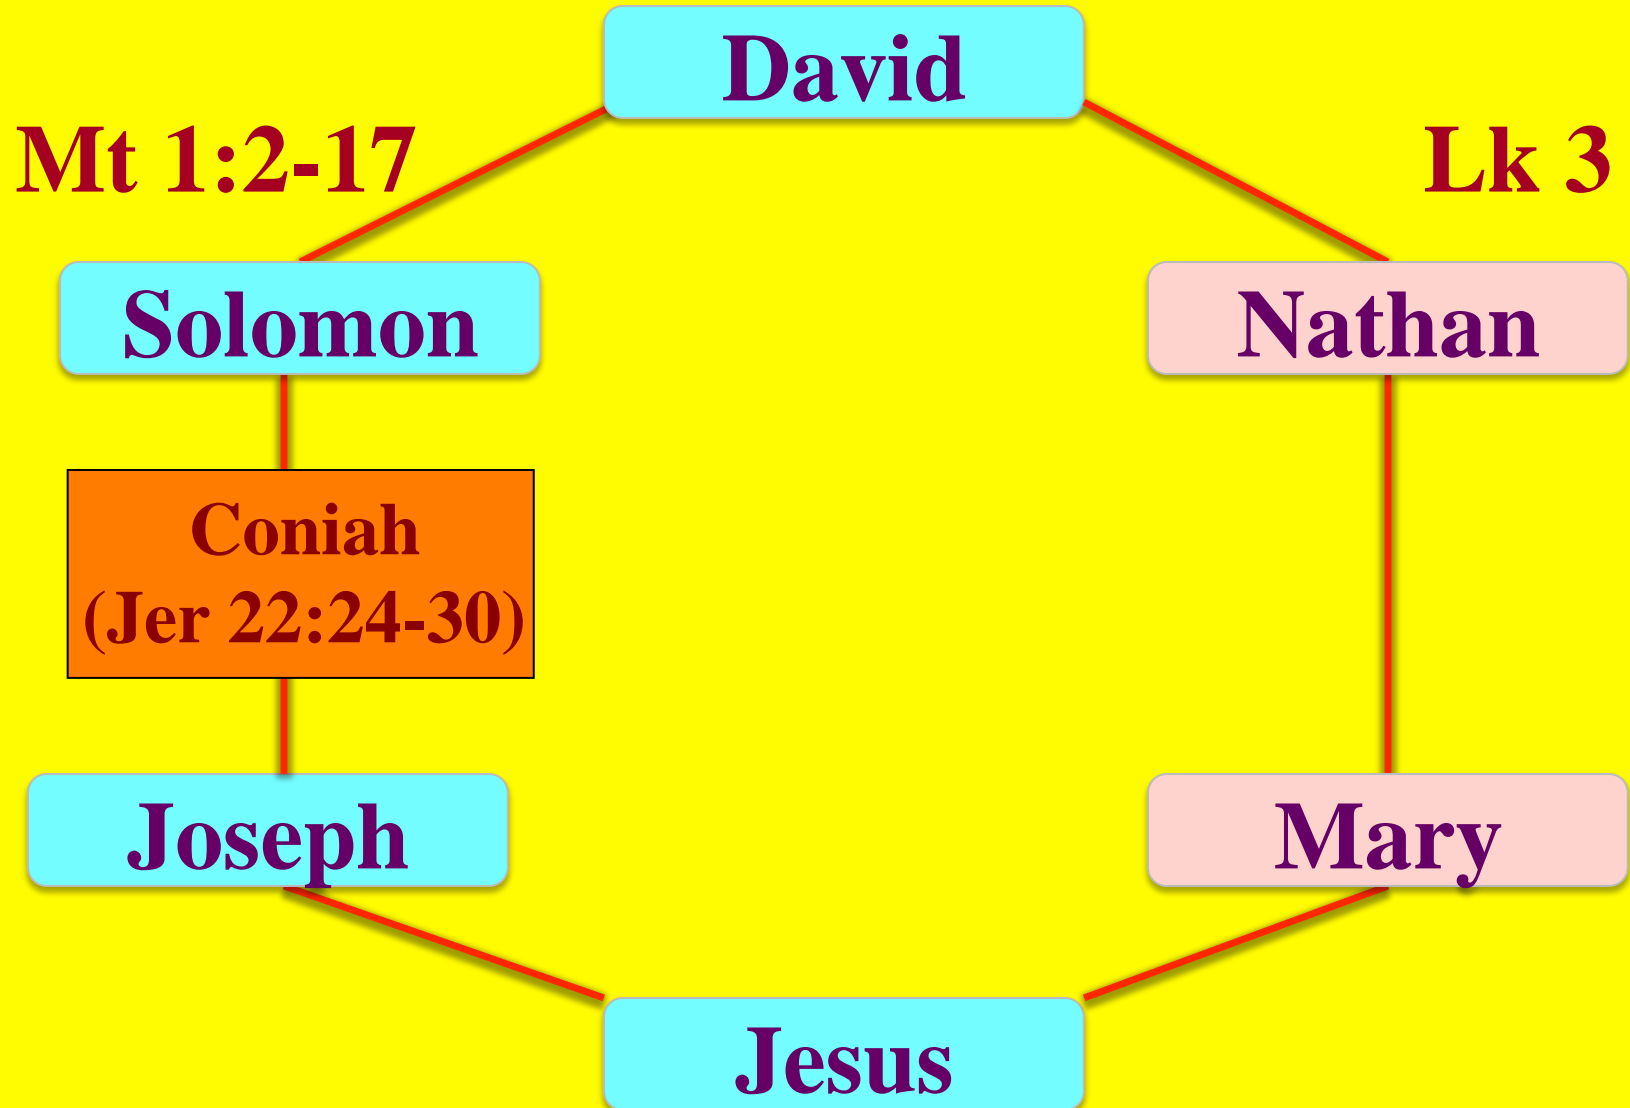 David
Mt 1:2-17
Lk 3
Solomon
Nathan
Coniah
(Jer 22:24-30)
Joseph
Mary
Jesus